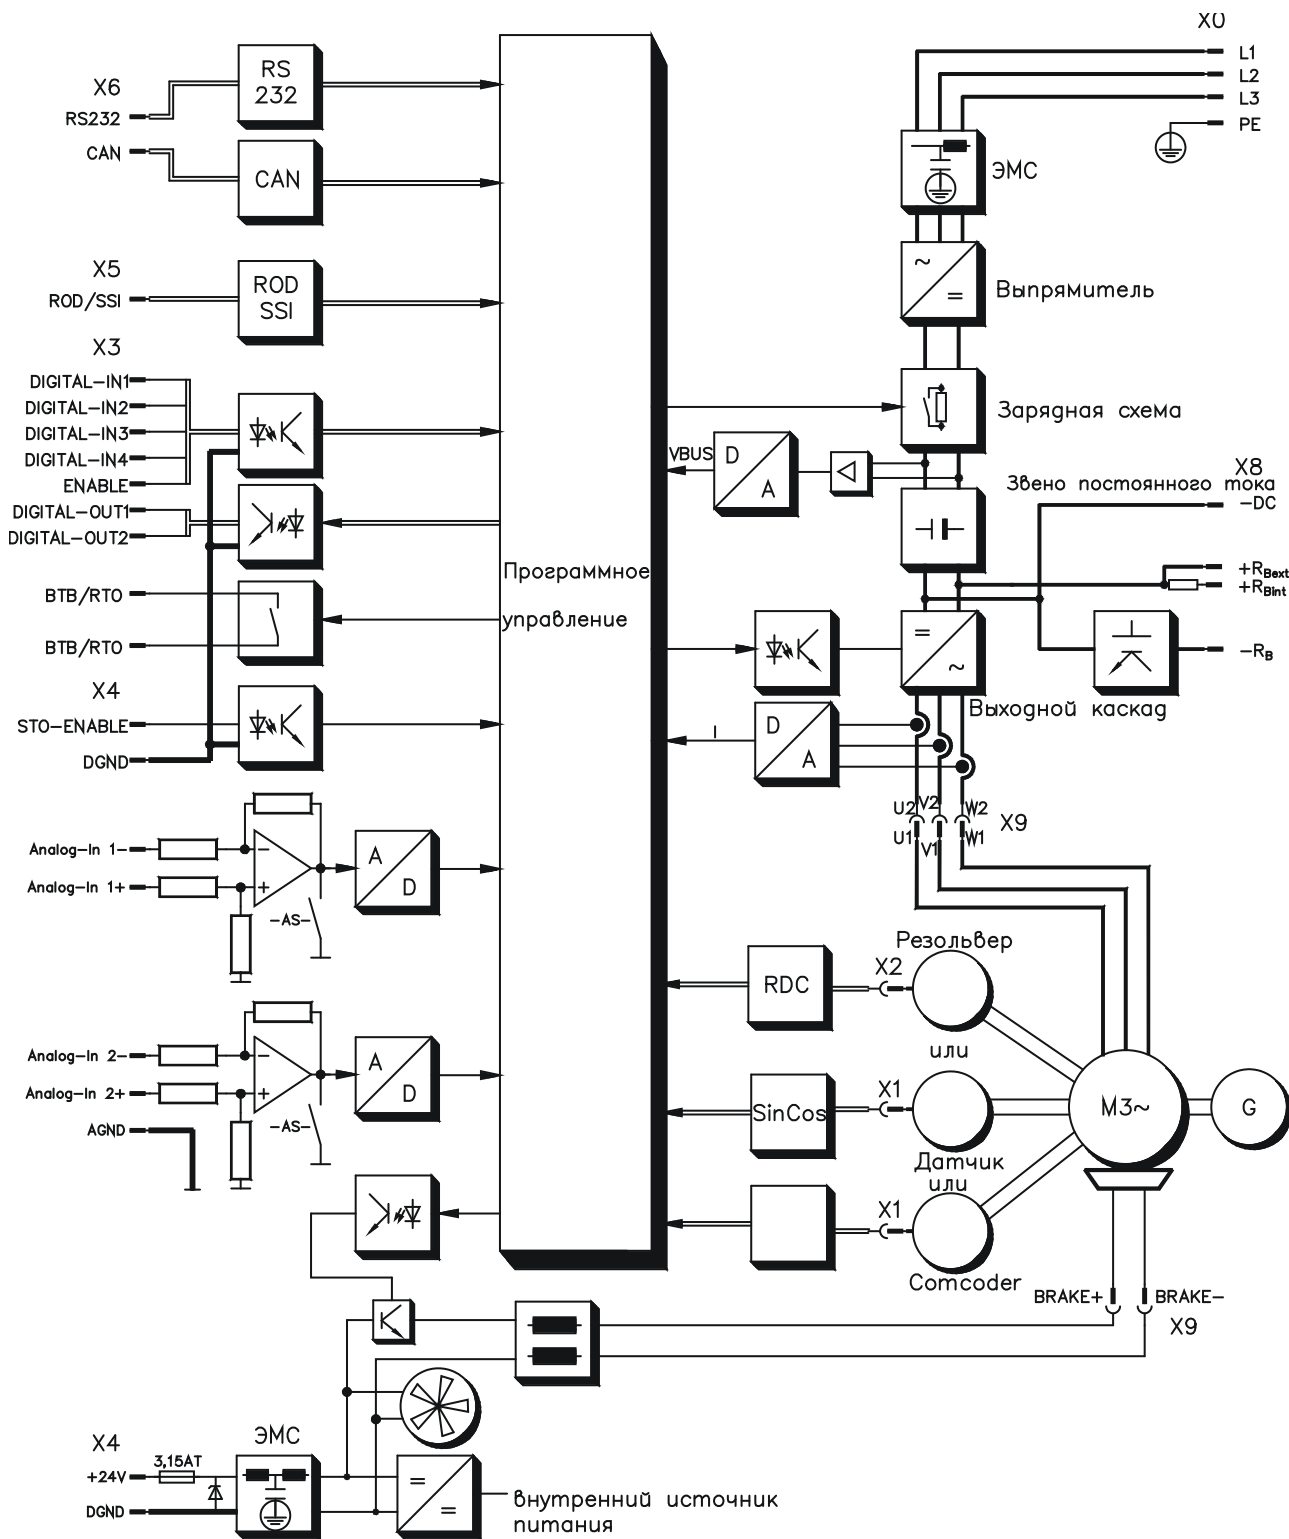 X0
L1
L2
L3
PE
X6
RS232
CAN
RS
232
CAN
X5
ROD/SSI
ROD
SSI
X3
DIGITAL-IN1
DIGITAL-IN2
DIGITAL-IN3
DIGITAL-IN4
ENABLE
DIGITAL-OUT1
DIGITAL-OUT2
BTB/RTO
BTB/RTO
X4
STO-ENABLE
DGND
Analog-In 1-
Analog-In 1+
-AS-
A
D
Analog-In 2-
Analog-In 2+
AGND
-AS-
A
D
Программное
управление
ЭМС
~
=
Выпрямитель
Зарядная схема
VBUS
D
A
X8
Звено постоянного тока
-DC
+RBext
+RBint
-RB
=
~
Выходной каскад
I
D
A
U2
V2
W2
X9
U1
V1
W1
Резольвер
RDC
X2
или
SinCos
X1
Датчик
или
X1
Comcoder
M3~
G
BRAKE+
BRAKE-
X9
X4
+24V
3,15AT
DGND
ЭМС
=
=
внутренний источник
питания